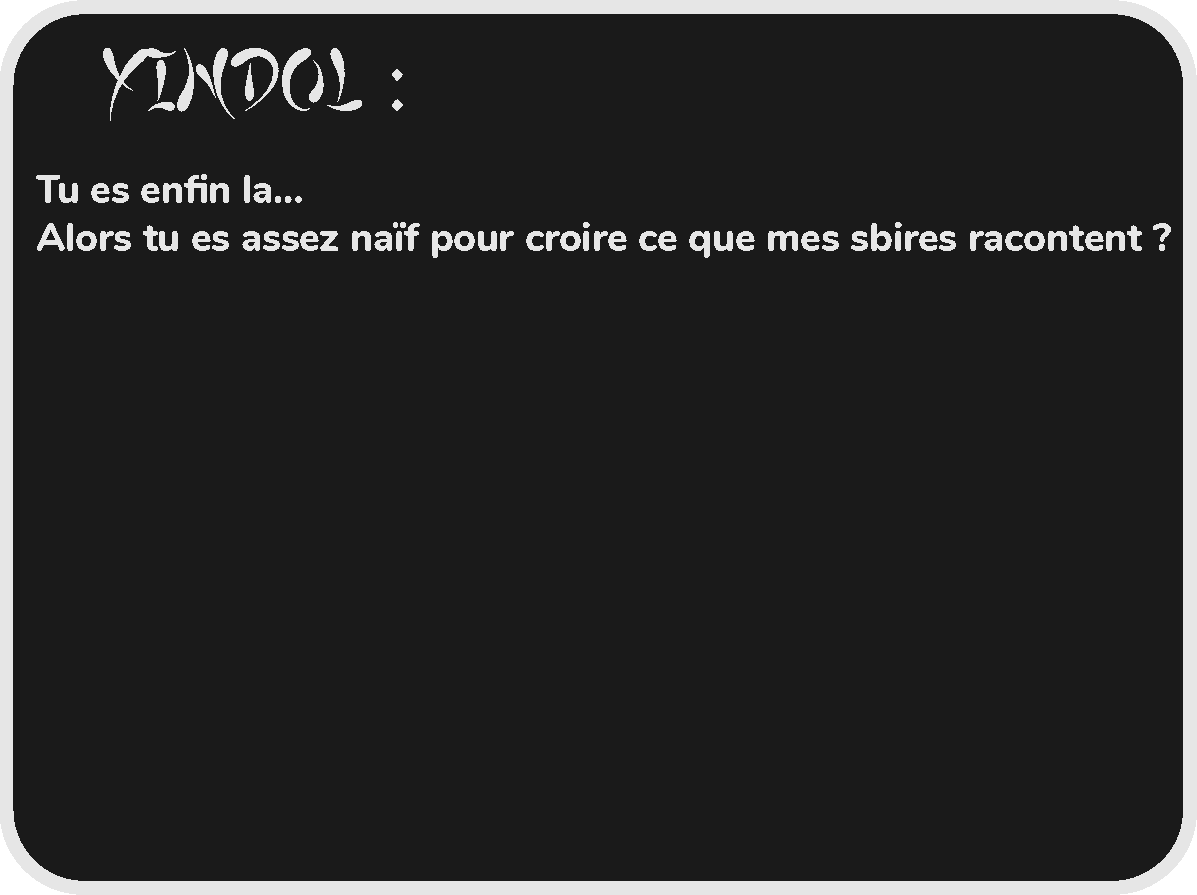 YINDOL :
Tu es enfin la...
Alors tu es assez naïf pour croire ce que mes sbires racontent ?